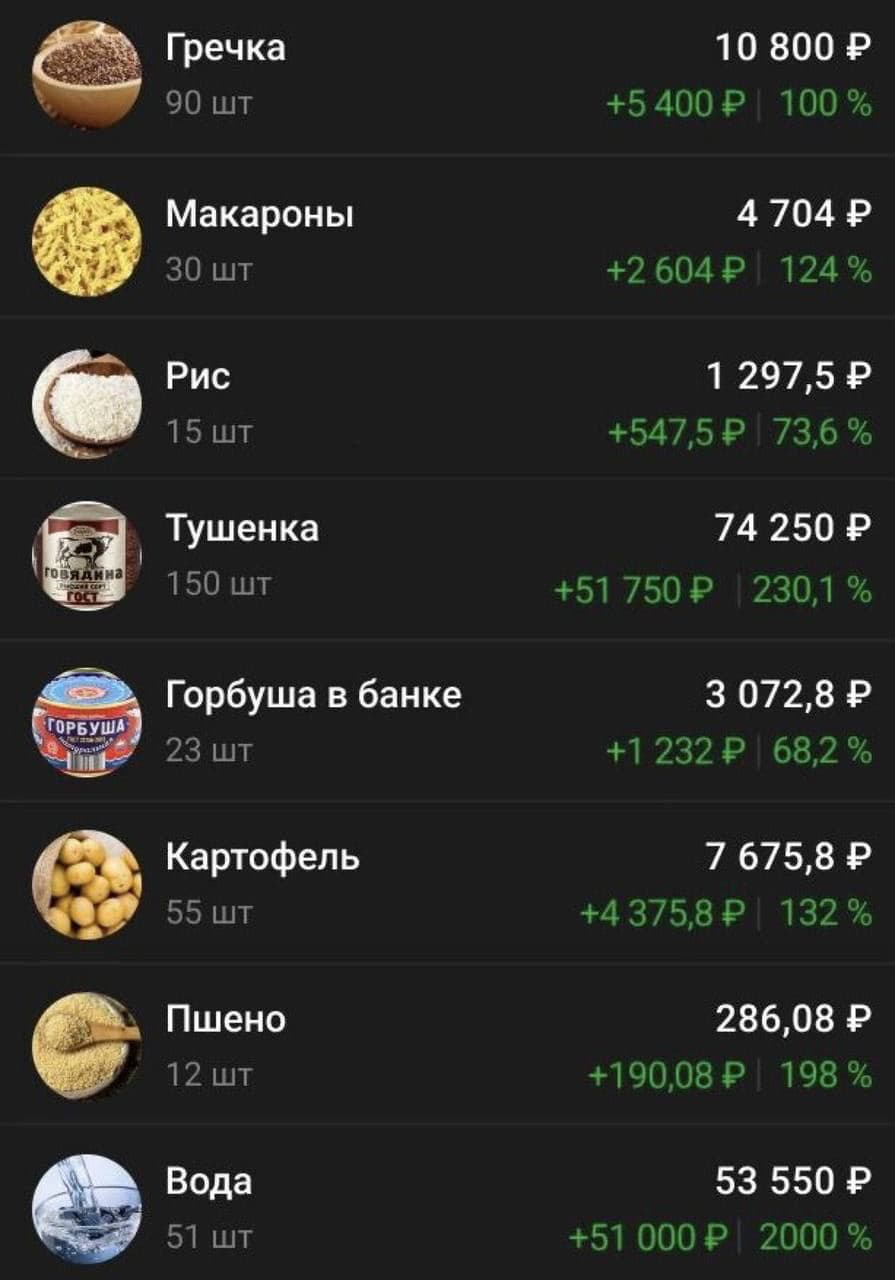 Гречка
10 800 ₽
90 шт
+5 400 ₽ | 100 %
Макароны
4 704 ₽
30 шт
+2 604 ₽ | 124 %
Рис
1 297,5 ₽
15 шт
+547,5 ₽ | 73,6 %
ГОВЯДИНА
ГОСТ
Тушенка
74 250 ₽
150 шт
+51 750 ₽ | 230,1 %
ГОРБУША
натуральная
Горбуша в банке
3 072,8 ₽
23 шт
+1 232 ₽ | 68,2 %
Картофель
7 675,8 ₽
55 шт
+4 375,8 ₽ | 132 %
Пшено
286,08 ₽
12 шт
+190,08 ₽ | 198 %
Вода
53 550 ₽
51 шт
+51 000 ₽ | 2000 %